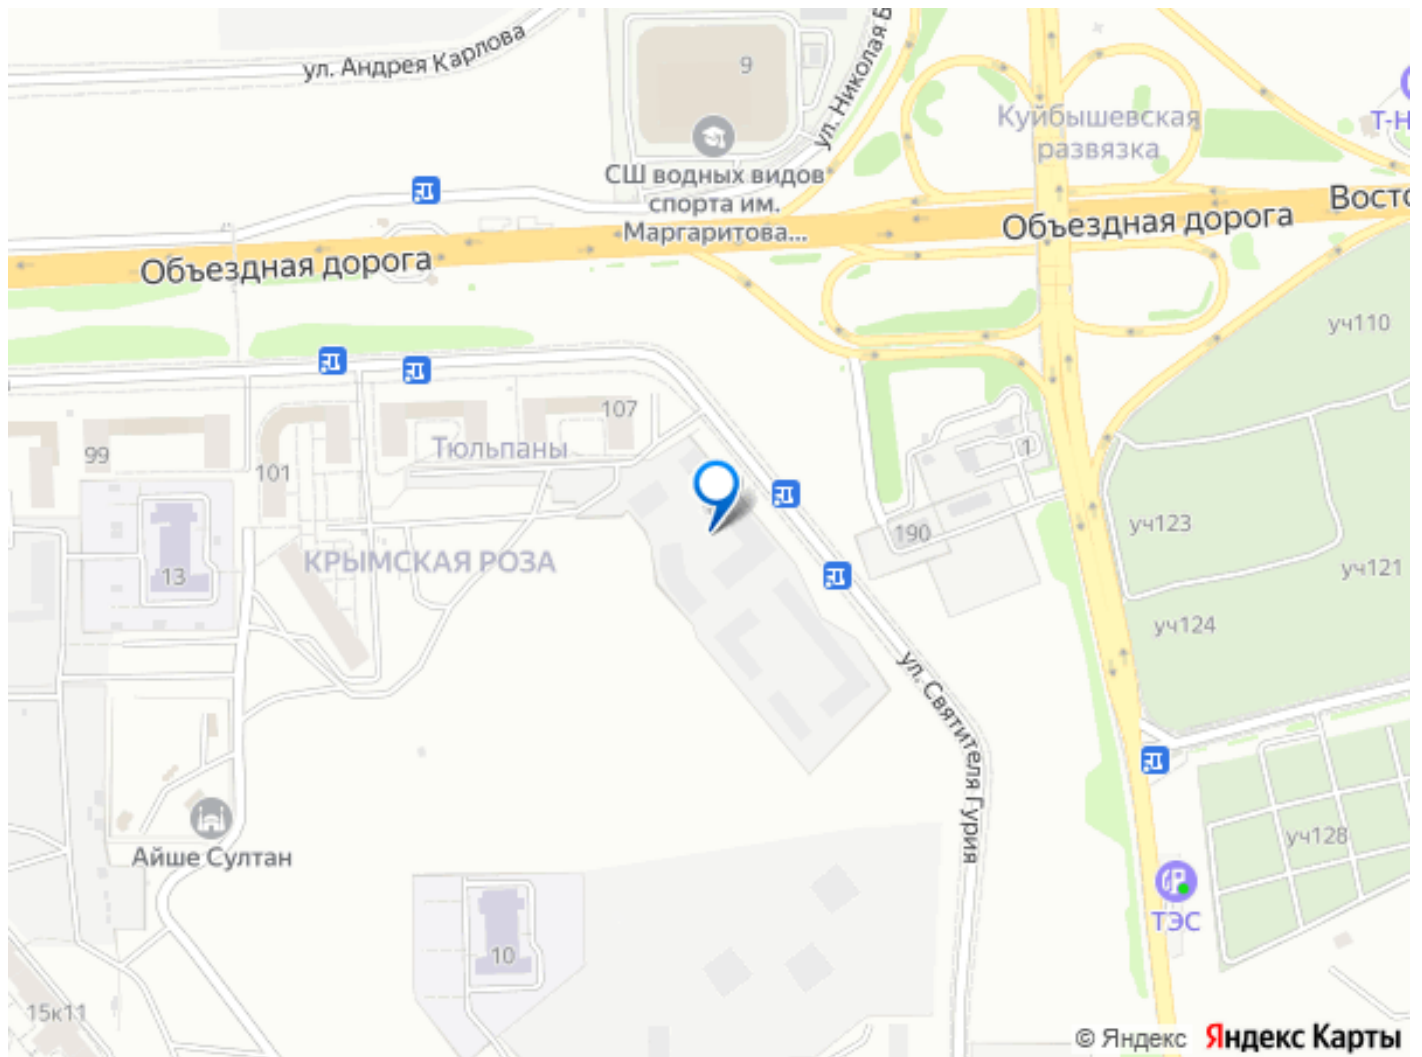 ул. Андрея Карлова
9
ул. Николая Б
Куйбышевская
развязка
Т-Н
СШ водных видов
спорта им.
Маргаритова...
Объездная дорога
Объездная дорога
Восто
уч110
107
99
Тюльпаны
101
1
190
уч123
КРЫМСКАЯ РОЗА
13
уч121
уч124
ул. Святителя Гурия
уч128
Айше Султан
ТЭС
10
15к11
© Яндекс
Яндекс Карты